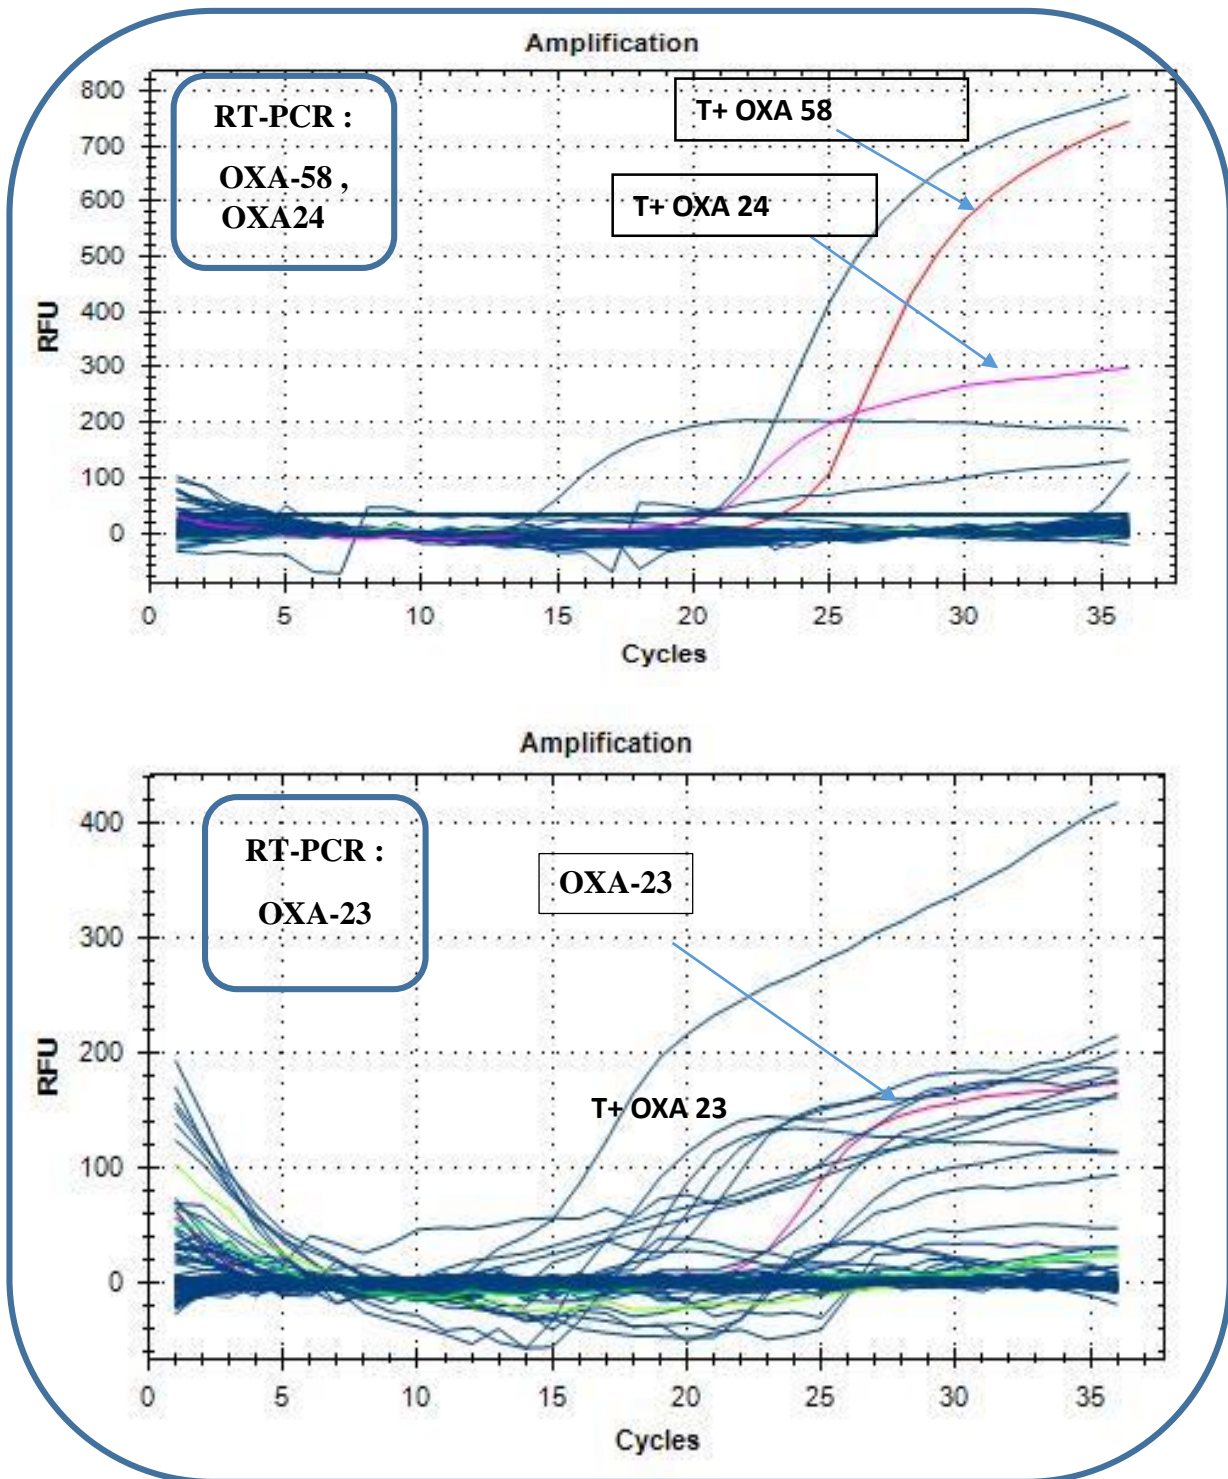 Amplification
RT-PCR :
OXA-58 ,
OXA24
T+ OXA 58
T+ OXA 24
RFU
800
700
600
500
400
300
200
100
0
0 5 10 15 20 25 30 35
Cycles
Amplification
RT-PCR :
OXA-23
OXA-23
T+ OXA 23
RFU
400
300
200
100
0
0 5 10 15 20 25 30 35
Cycles